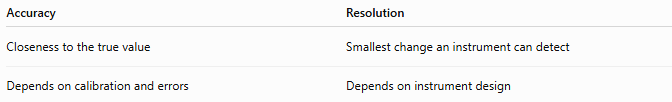 Accuracy Resolution
Closeness to the true value Smallest change an instrument can detect
Depends on calibration and errors Depends on instrument design